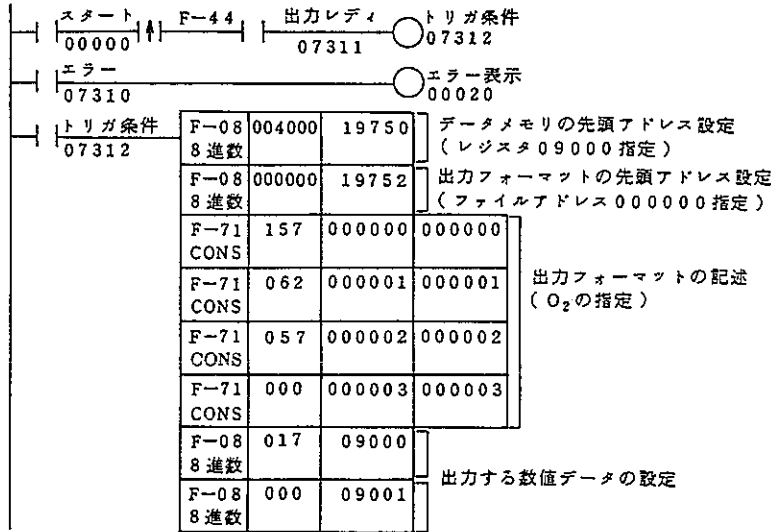 スタート F-44 出力レディ トリガ条件
00000 07311 07312
エラー エラー表示
07310 00020
トリガ条件
07312
F-08 004000 19750 データメモリの先頭アドレス設定
8進数 (レジスタ09000指定)
F-08 000000 19752 出力フォーマットの先頭アドレス設定
8進数 (ファイルアドレス000000指定)
F-71 157 000000 000000
CONS
F-71 062 000001 000001 出力フォーマットの記述
CONS (O₂の指定)
F-71 057 000002 000002
CONS
F-71 000 000003 000003
CONS
F-08 017 09000
8進数 出力する数値データの設定
F-08 000 09001
8進数